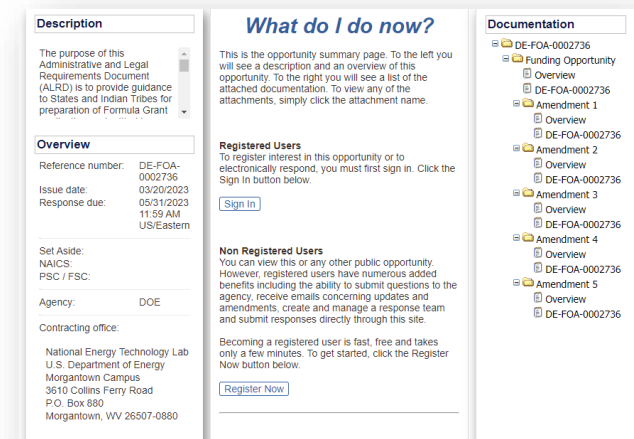 Description
The purpose of this
Administrative and Legal
Requirements Document
(ALRD) is to provide guidance
to States and Indian Tribes for
preparation of Formula Grant
Overview
Reference number: DE-FOA-
0002736
Issue date: 03/20/2023
Response due: 05/31/2023
11:59 AM
US/Eastern
Set Aside:
NAICS:
PSC / FSC:
Agency: DOE
Contracting office:
National Energy Technology Lab
U.S. Department of Energy
Morgantown Campus
3610 Collins Ferry Road
P.O. Box 880
Morgantown, WV 26507-0880
What do I do now?
This is the opportunity summary page. To the left you
will see a description and an overview of this
opportunity. To the right you will see a list of the
attached documentation. To view any of the
attachments, simply click the attachment name.
Registered Users
To register interest in this opportunity or to
electronically respond, you must first sign in. Click the
Sign In button below.
Sign In
Non Registered Users
You can view this or any other public opportunity.
However, registered users have numerous added
benefits including the ability to submit questions to the
agency, receive emails concerning updates and
amendments, create and manage a response team
and submit responses directly through this site.
Becoming a registered user is fast, free and takes
only a few minutes. To get started, click the Register
Now button below.
Register Now
Documentation
DE-FOA-0002736
Funding Opportunity
Overview
DE-FOA-0002736
Amendment 1
Overview
DE-FOA-0002736
Amendment 2
Overview
DE-FOA-0002736
Amendment 3
Overview
DE-FOA-0002736
Amendment 4
Overview
DE-FOA-0002736
Amendment 5
Overview
DE-FOA-0002736